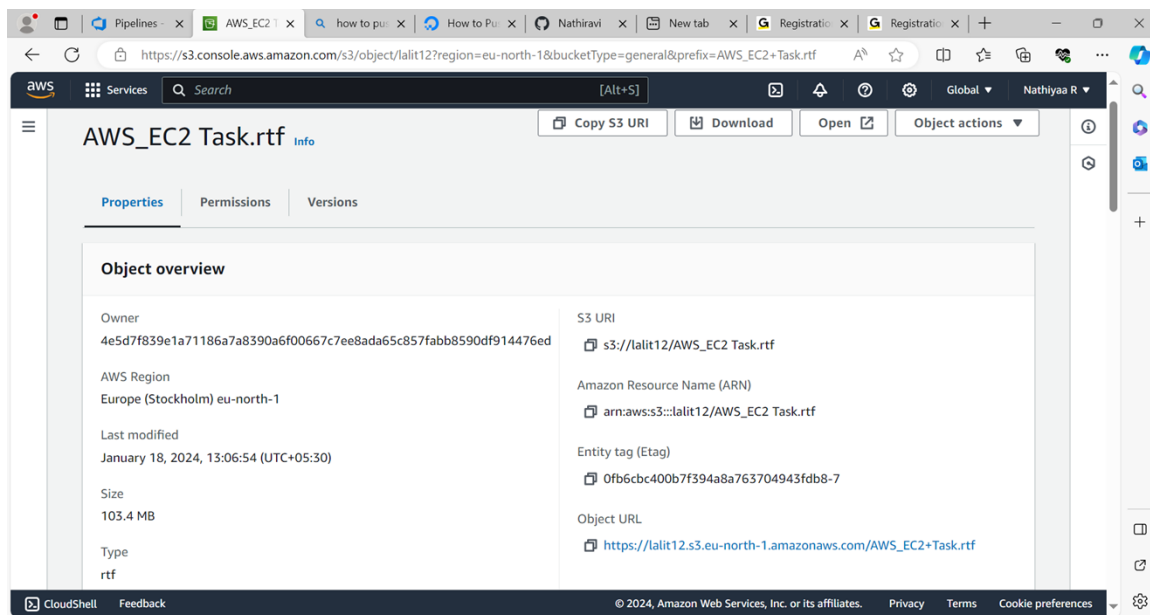 Pipelines -
AWS_EC2 T
how to pus
How to Pu
Nathiravi
New tab
Registratio
Registratio
https://s3.console.aws.amazon.com/s3/object/lalit12?region=eu-north-1&bucketType=general&prefix=AWS_EC2+Task.rtf
aws
Services
Search
[Alt+S]
Global
Nathiyaa R
AWS_EC2 Task.rtf
Info
Copy S3 URI
Download
Open
Object actions
Properties
Permissions
Versions
Object overview
Owner
4e5d7f839e1a71186a7a8390a6f00667c7ee8ada65c857fabb8590df914476ed
AWS Region
Europe (Stockholm) eu-north-1
Last modified
January 18, 2024, 13:06:54 (UTC+05:30)
Size
103.4 MB
Type
rtf
S3 URI
s3://lalit12/AWS_EC2 Task.rtf
Amazon Resource Name (ARN)
arn:aws:s3:::lalit12/AWS_EC2 Task.rtf
Entity tag (Etag)
0fb6cbc400b7f394a8a763704943fdb8-7
Object URL
https://lalit12.s3.eu-north-1.amazonaws.com/AWS_EC2+Task.rtf
CloudShell
Feedback
© 2024, Amazon Web Services, Inc. or its affiliates.
Privacy
Terms
Cookie preferences